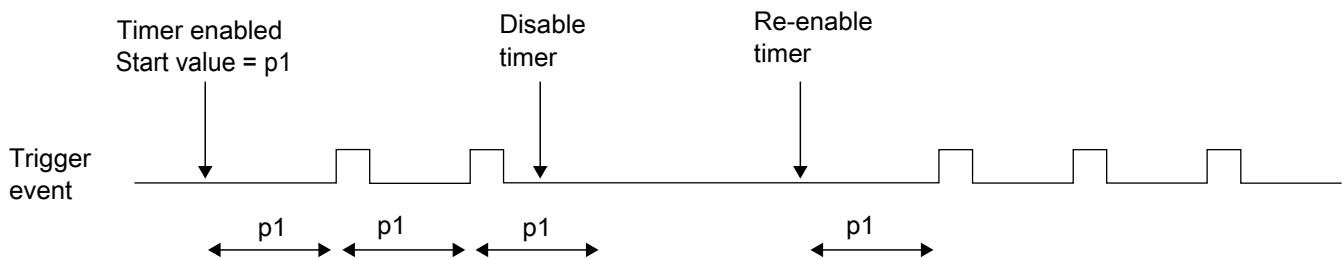 Timer enabled
Start value = p1
Disable
timer
Re-enable
timer
Trigger
event
p1
p1
p1
p1